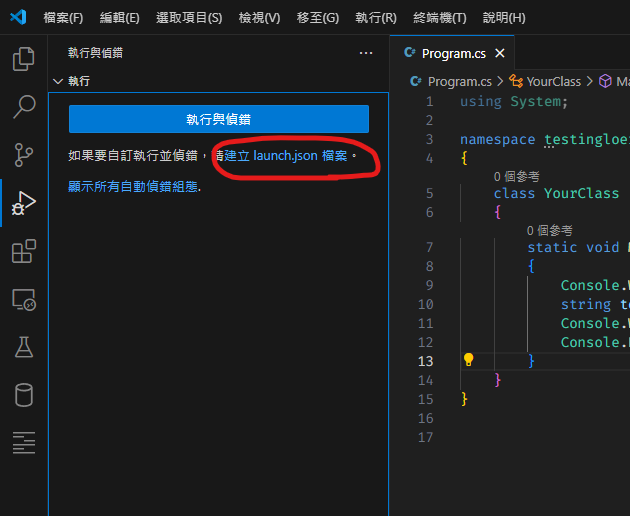 檔案(F) 編輯(E) 選取項目(S) 檢視(V) 移至(G) 執行(R) 終端機(T) 說明(H)
執行與偵錯 ...
執行
執行與偵錯
如果要自訂執行並偵錯，請建立 launch.json 檔案。
顯示所有自動偵錯組態.
C# Program.cs
C# Program.cs > YourClass >
1 using System;
2
3 namespace
4 {
0 個參考
5 class YourClass
6 {
0 個參考
7 static void
8 {
9
10 string
11
12
13 }
14 }
15 }
16
17